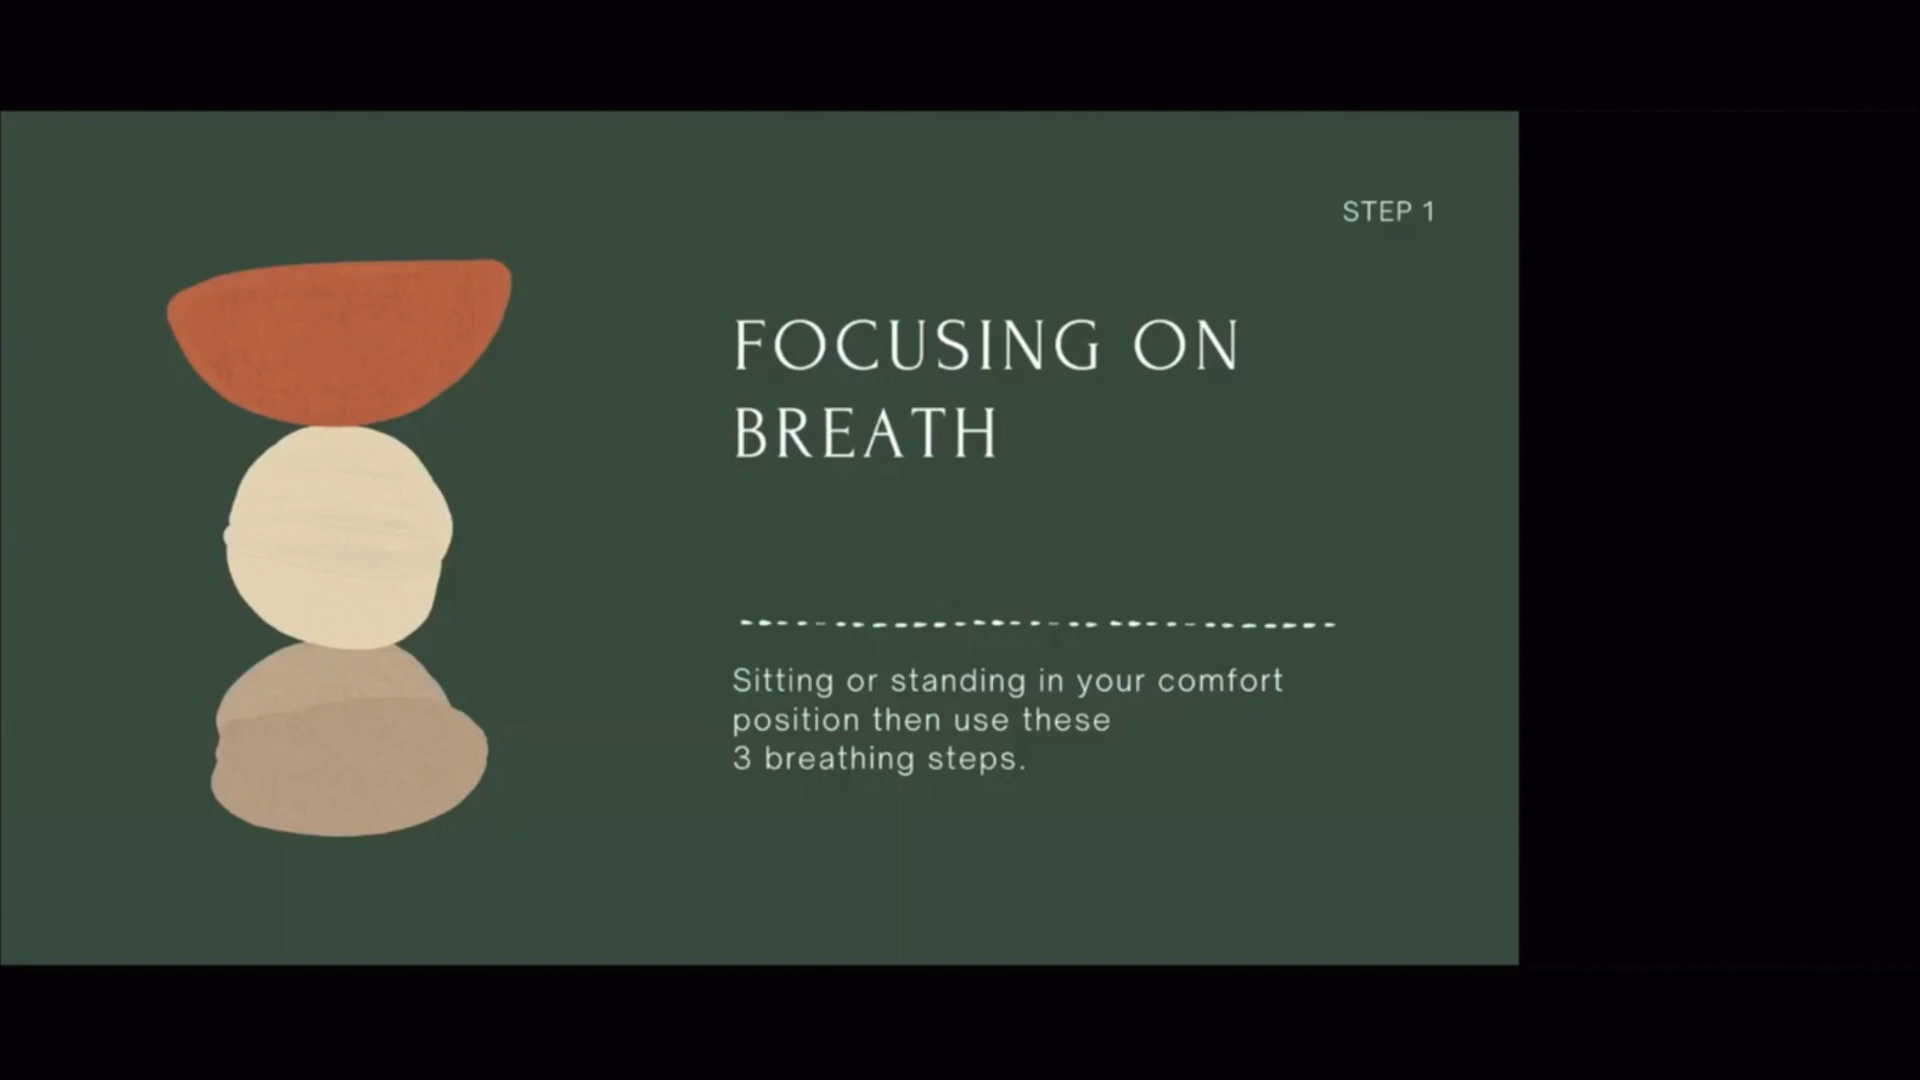 STEP 1
FOCUSING ON
BREATH
Sitting or standing in your comfort
position then use these
3 breathing steps.